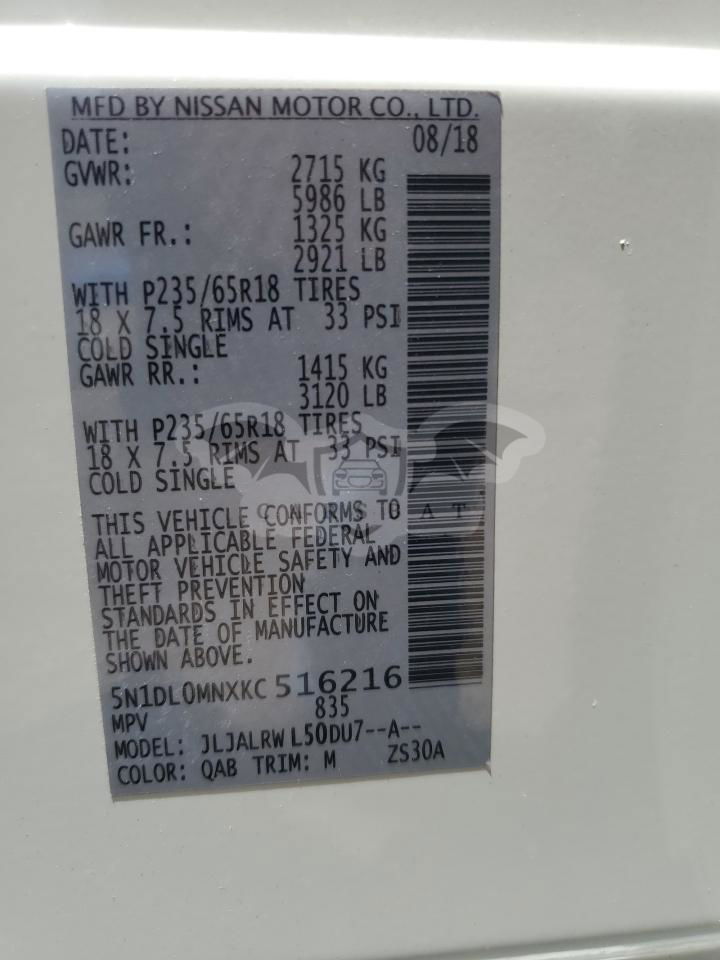 MFD BY NISSAN MOTOR CO., LTD.
DATE: 08/18
GVWR: 2715 KG
5986 LB
GAWR FR.: 1325 KG
2921 LB
WITH P235/65R18 TIRES
18 X 7.5 RIMS AT 33 PSI
COLD SINGLE
GAWR RR.: 1415 KG
3120 LB
WITH P235/65R18 TIRES
18 X 7.5 RIMS AT 33 PSI
COLD SINGLE
THIS VEHICLE CONFORMS TO
ALL APPLICABLE FEDERAL
MOTOR VEHICLE SAFETY AND
THEFT PREVENTION
STANDARDS IN EFFECT ON
THE DATE OF MANUFACTURE
SHOWN ABOVE.
5N1DL0MNXKC 516216
MPV 835
MODEL: JLJALRW L50DU7--A--
COLOR: QAB TRIM: M ZS30A